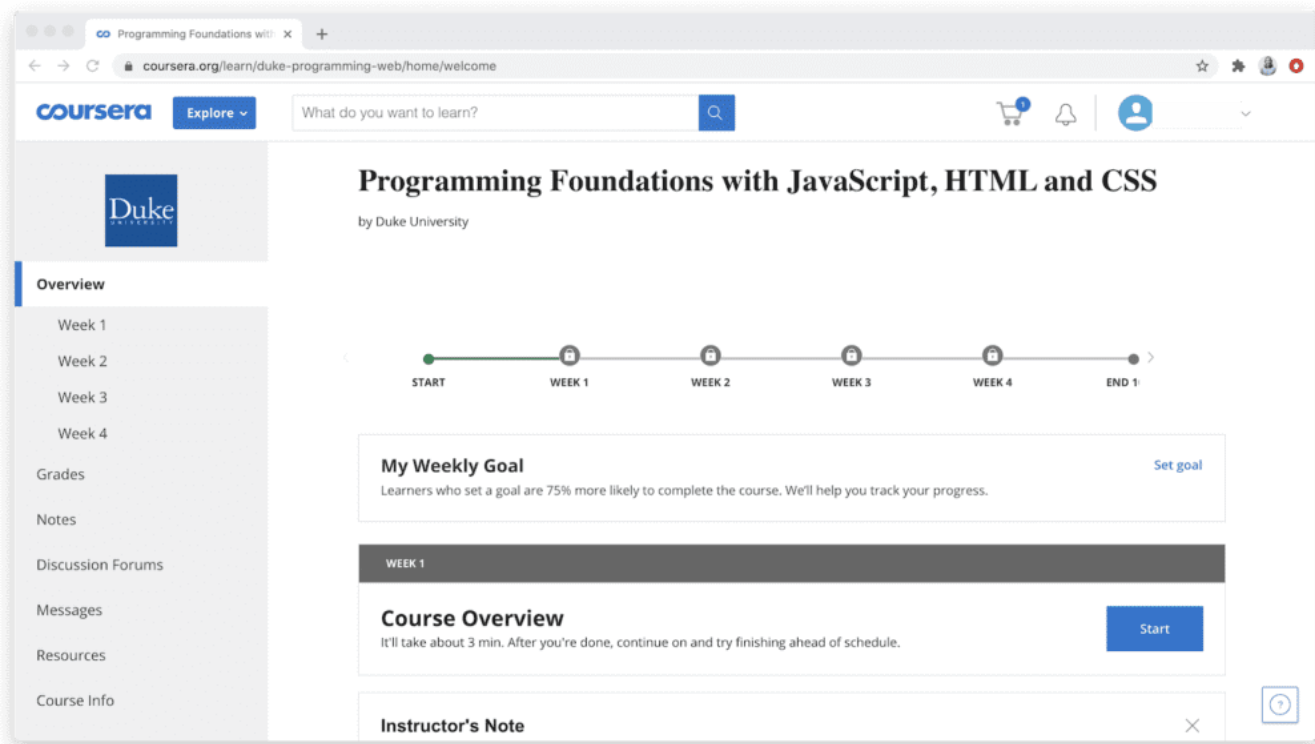 Programming Foundations with
coursera.org/learn/duke-programming-web/home/welcome
coursera
Explore
What do you want to learn?
1
Duke
UNIVERSITY
Overview
Week 1
Week 2
Week 3
Week 4
Grades
Notes
Discussion Forums
Messages
Resources
Course Info
Programming Foundations with JavaScript, HTML and CSS
by Duke University
START WEEK 1 WEEK 2 WEEK 3 WEEK 4 END 1
My Weekly Goal
Set goal
Learners who set a goal are 75% more likely to complete the course. We'll help you track your progress.
WEEK 1
Course Overview
It'll take about 3 min. After you're done, continue on and try finishing ahead of schedule.
Start
Instructor's Note
?